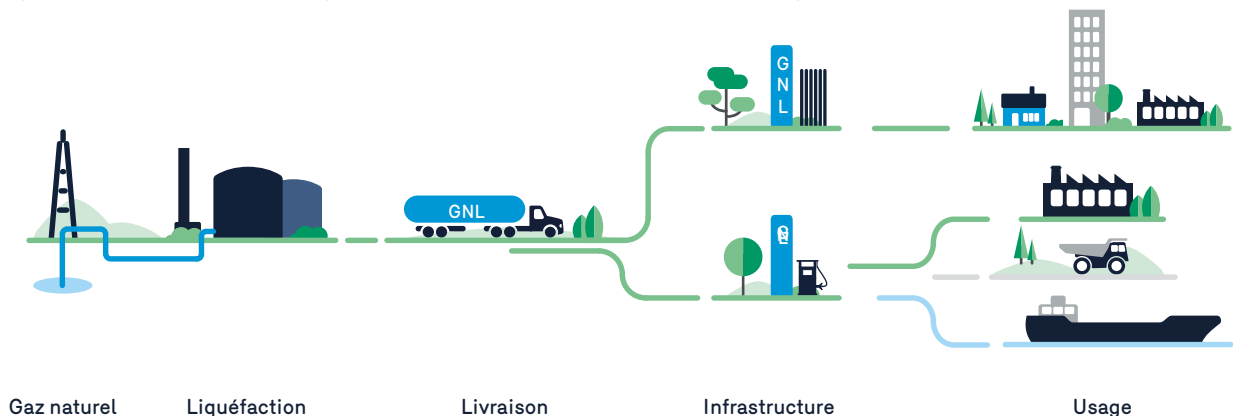 G
N
L
GNL
Gaz naturel
Liquéfaction
Livraison
Infrastructure
Usage